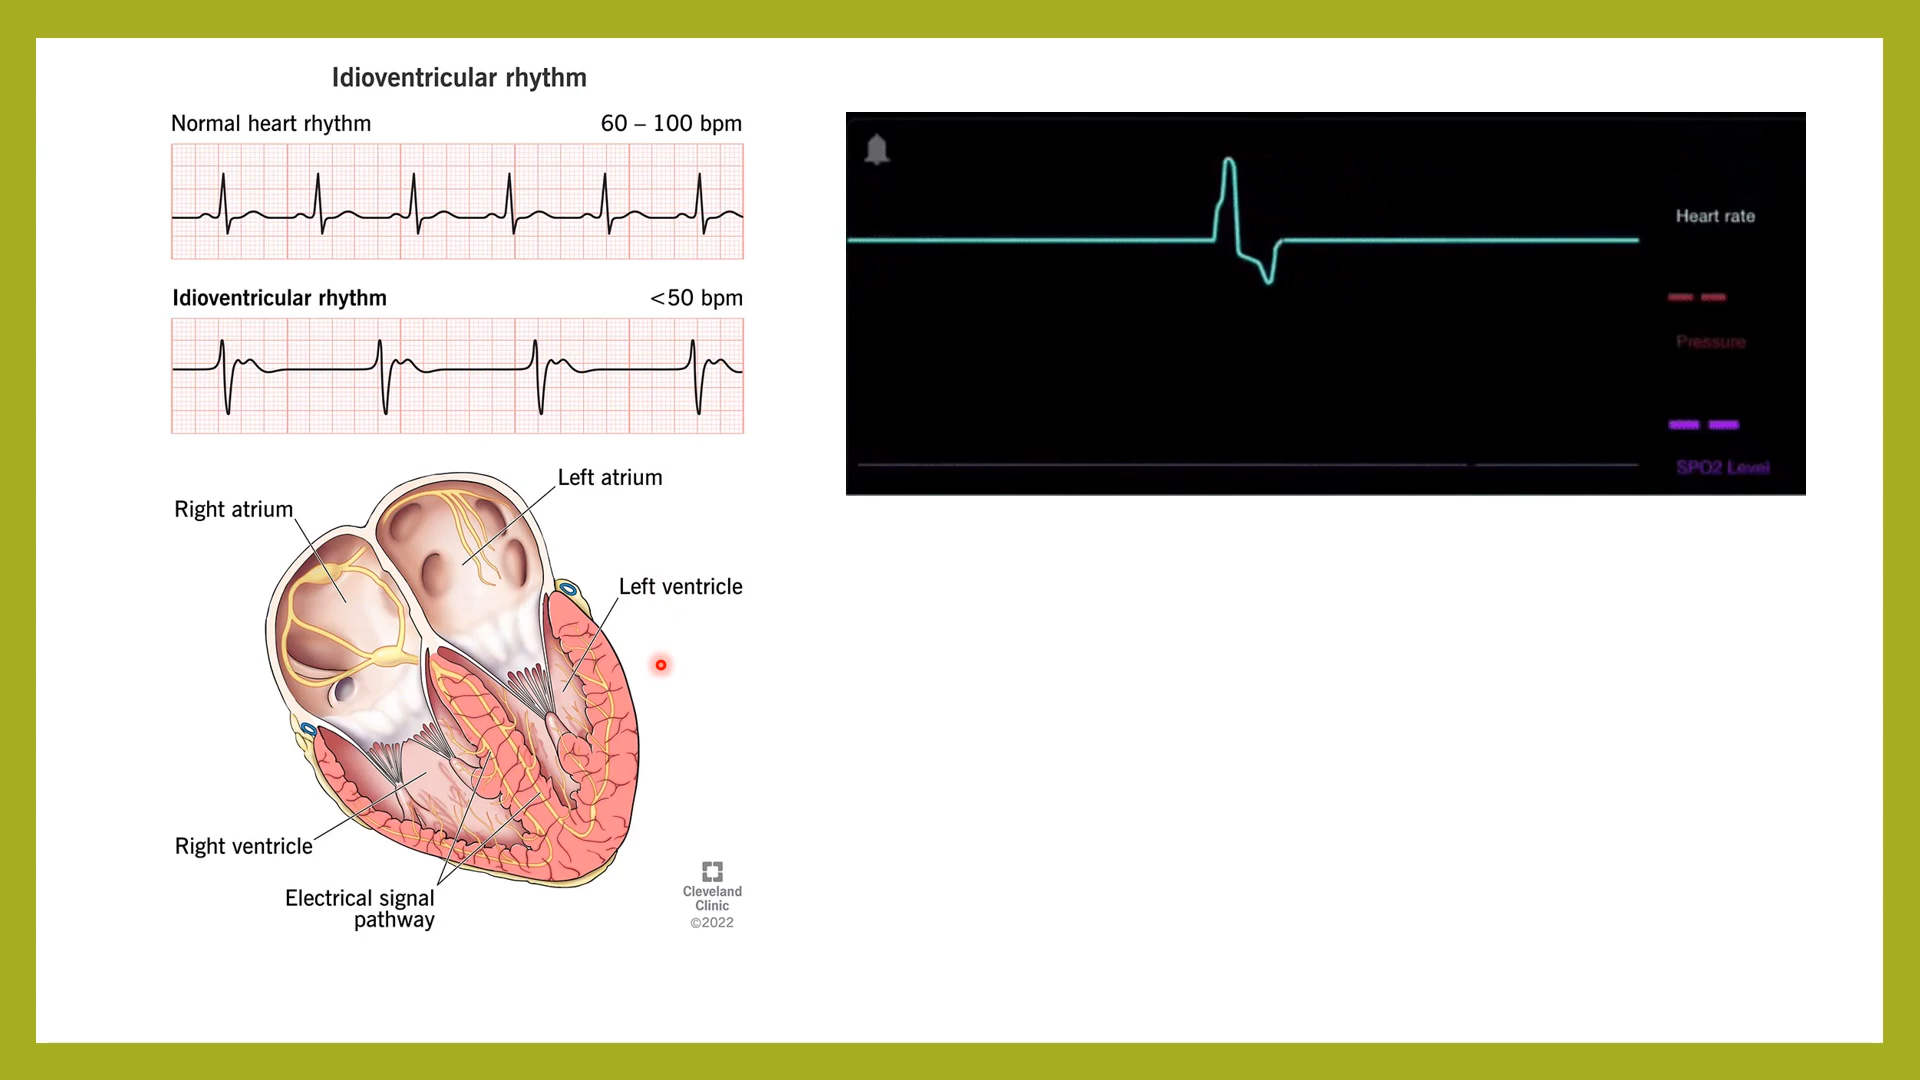 Idioventricular rhythm
Normal heart rhythm 60 – 100 bpm
Idioventricular rhythm <50 bpm
Left atrium
Right atrium
Left ventricle
Right ventricle
Electrical signal
pathway
Cleveland
Clinic
©2022
Heart rate
Pressure
SPO2 Level